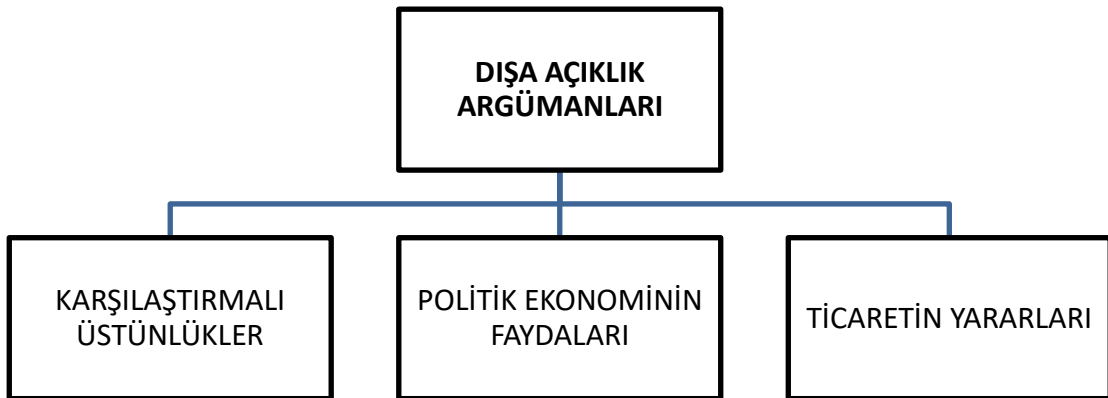 DIŞA AÇIKLIK
ARGÜMANLARI
KARŞILAŞTIRMALI
ÜSTÜNLÜKLER
POLİTİK EKONOMİNİN
FAYDALARI
TİCARETİN YARARLARI